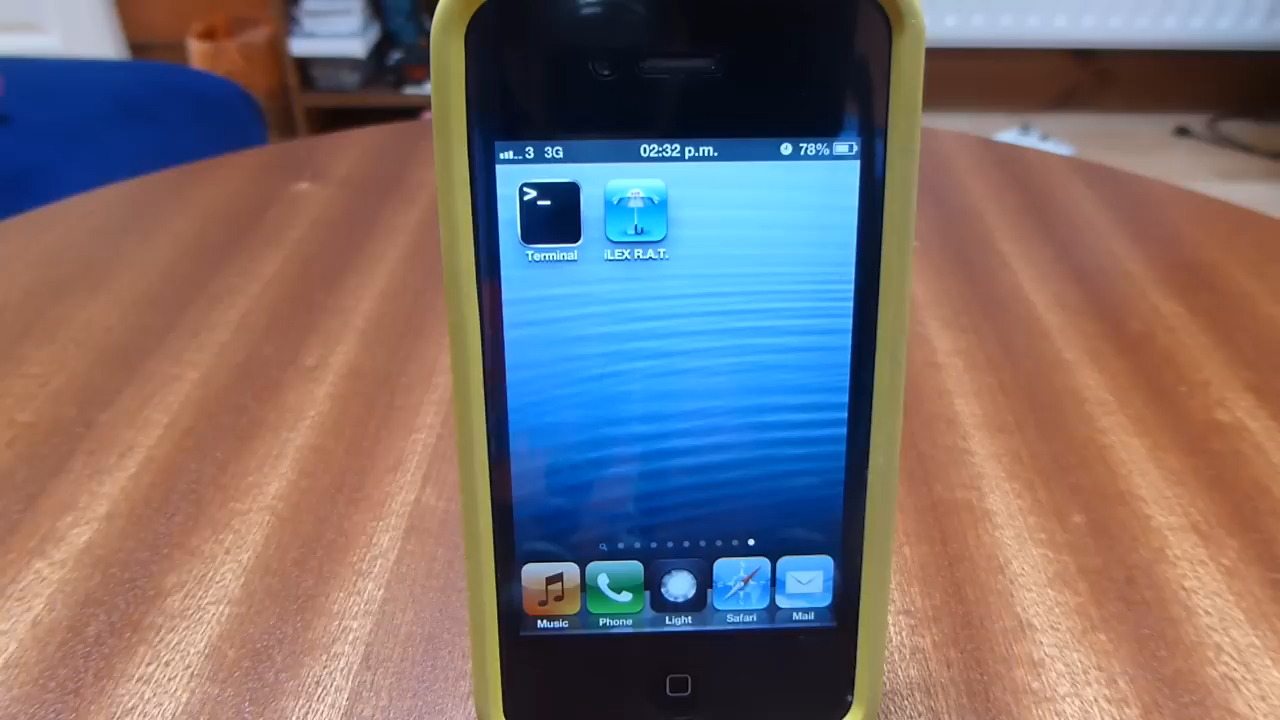 3 3G 02:32 p.m. 78%
>_
Terminal iLEX R.A.T.
Music Phone Light Safari Mail